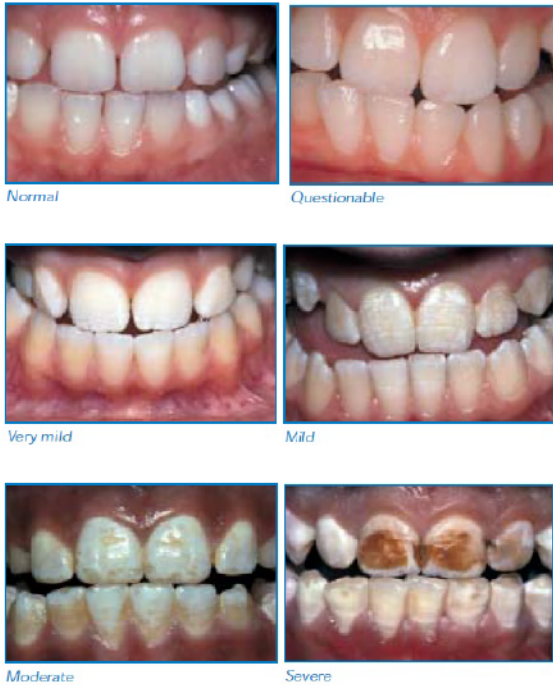 Normal
Questionable
Very mild
Mild
Moderate
Severe